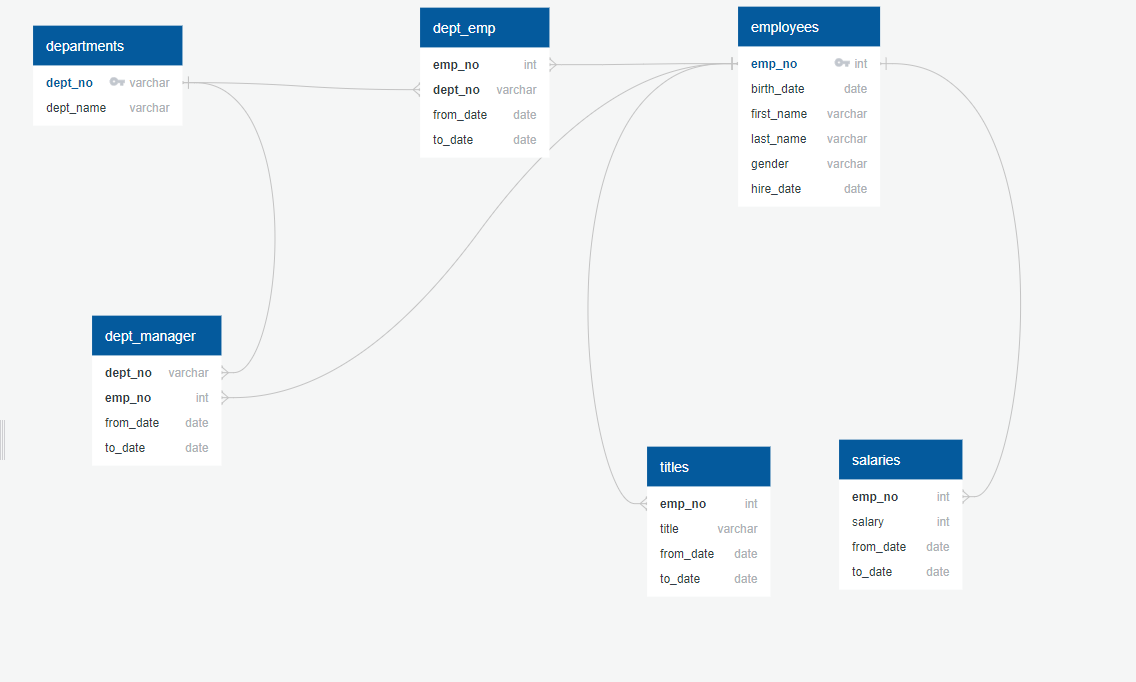 departments
dept_no varchar
dept_name varchar
dept_emp
emp_no int
dept_no varchar
from_date date
to_date date
employees
emp_no int
birth_date date
first_name varchar
last_name varchar
gender varchar
hire_date date
dept_manager
dept_no varchar
emp_no int
from_date date
to_date date
titles
emp_no int
title varchar
from_date date
to_date date
salaries
emp_no int
salary int
from_date date
to_date date